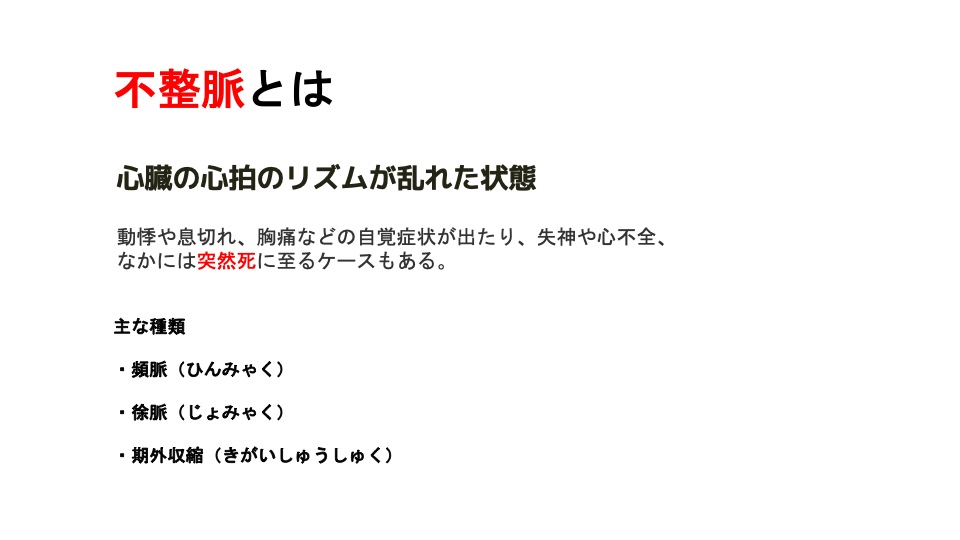 不整脈とは
心臓の心拍のリズムが乱れた状態
動悸や息切れ、胸痛などの自覚症状が出たり、失神や心不全、
なかには突然死に至るケースもある。
主な種類
・頻脈（ひんみゃく）
・徐脈（じょみゃく）
・期外収縮（きがいしゅうしゅく）